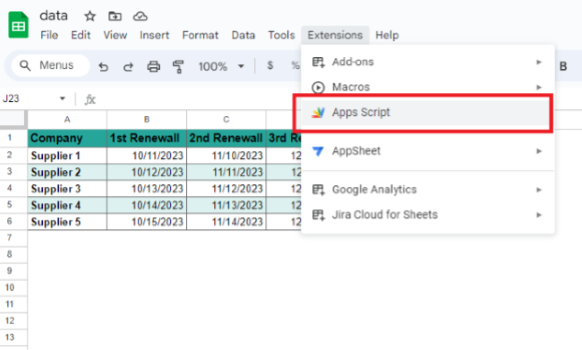 data
File Edit View Insert Format Data Tools Extensions Help
Menus 100% $ % B
J23 fx
Add-ons
Macros
Apps Script
AppSheet
Google Analytics
Jira Cloud for Sheets
A B C
1 Company 1st Renewall 2nd Renewall 3rd Re
2 Supplier 1 10/11/2023 11/10/2023 12
3 Supplier 2 10/12/2023 11/11/2023 12
4 Supplier 3 10/13/2023 11/12/2023 12
5 Supplier 4 10/14/2023 11/13/2023 12
6 Supplier 5 10/15/2023 11/14/2023 12
7
8
9
10
11
12
13